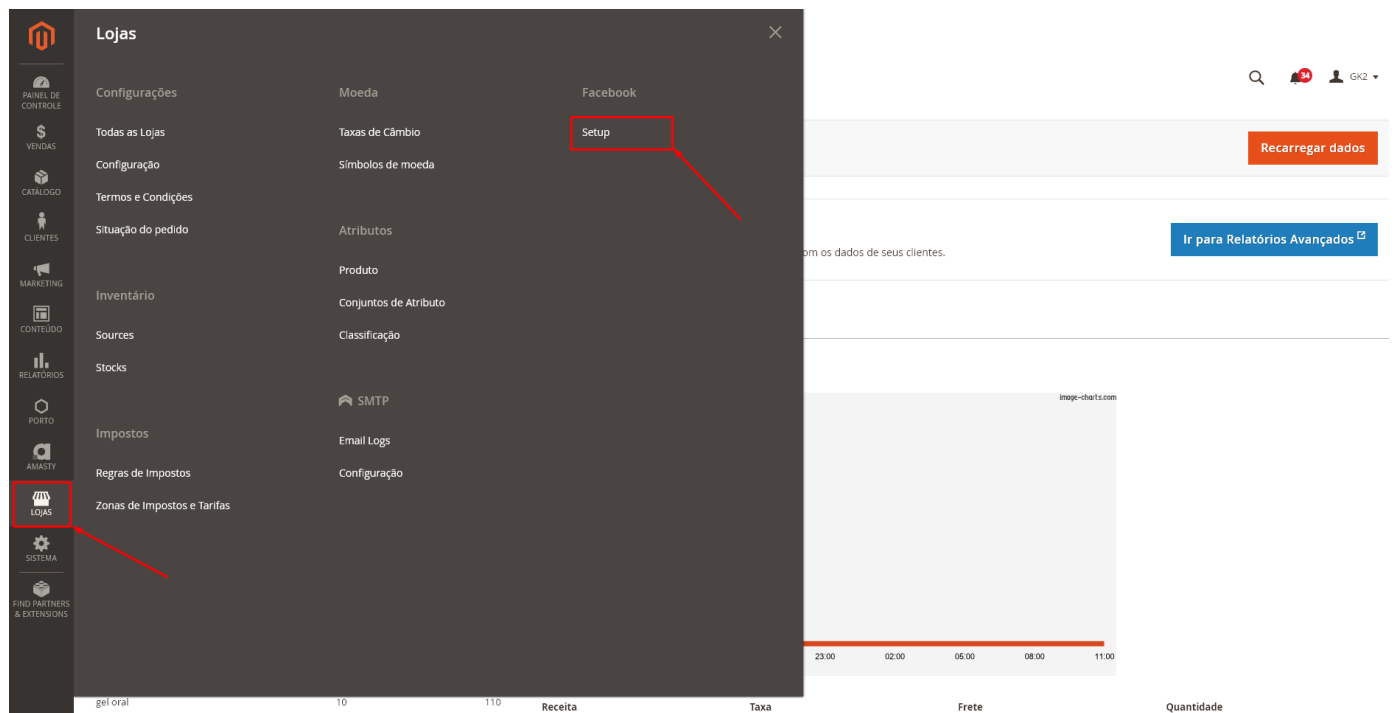 PAINEL DE
CONTROLE
VENDAS
CATÁLOGO
CLIENTES
MARKETING
CONTEÚDO
RELATÓRIOS
PORTO
AMASTY
LOJAS
SISTEMA
FIND PARTNERS
& EXTENSIONS
Lojas
Configurações
Todas as Lojas
Configuração
Termos e Condições
Situação do pedido
Inventário
Sources
Stocks
Impostos
Regras de Impostos
Zonas de Impostos e Tarifas
Moeda
Taxas de Câmbio
Símbolos de moeda
Atributos
Produto
Conjuntos de Atributo
Classificação
SMTP
Email Logs
Configuração
Facebook
Setup
34 GK2
Recarregar dados
Ir para Relatórios Avançados
om os dados de seus clientes.
image-charts.com
23:00 02:00 05:00 08:00 11:00
gel oral 10 110 Receita Taxa Frete Quantidade